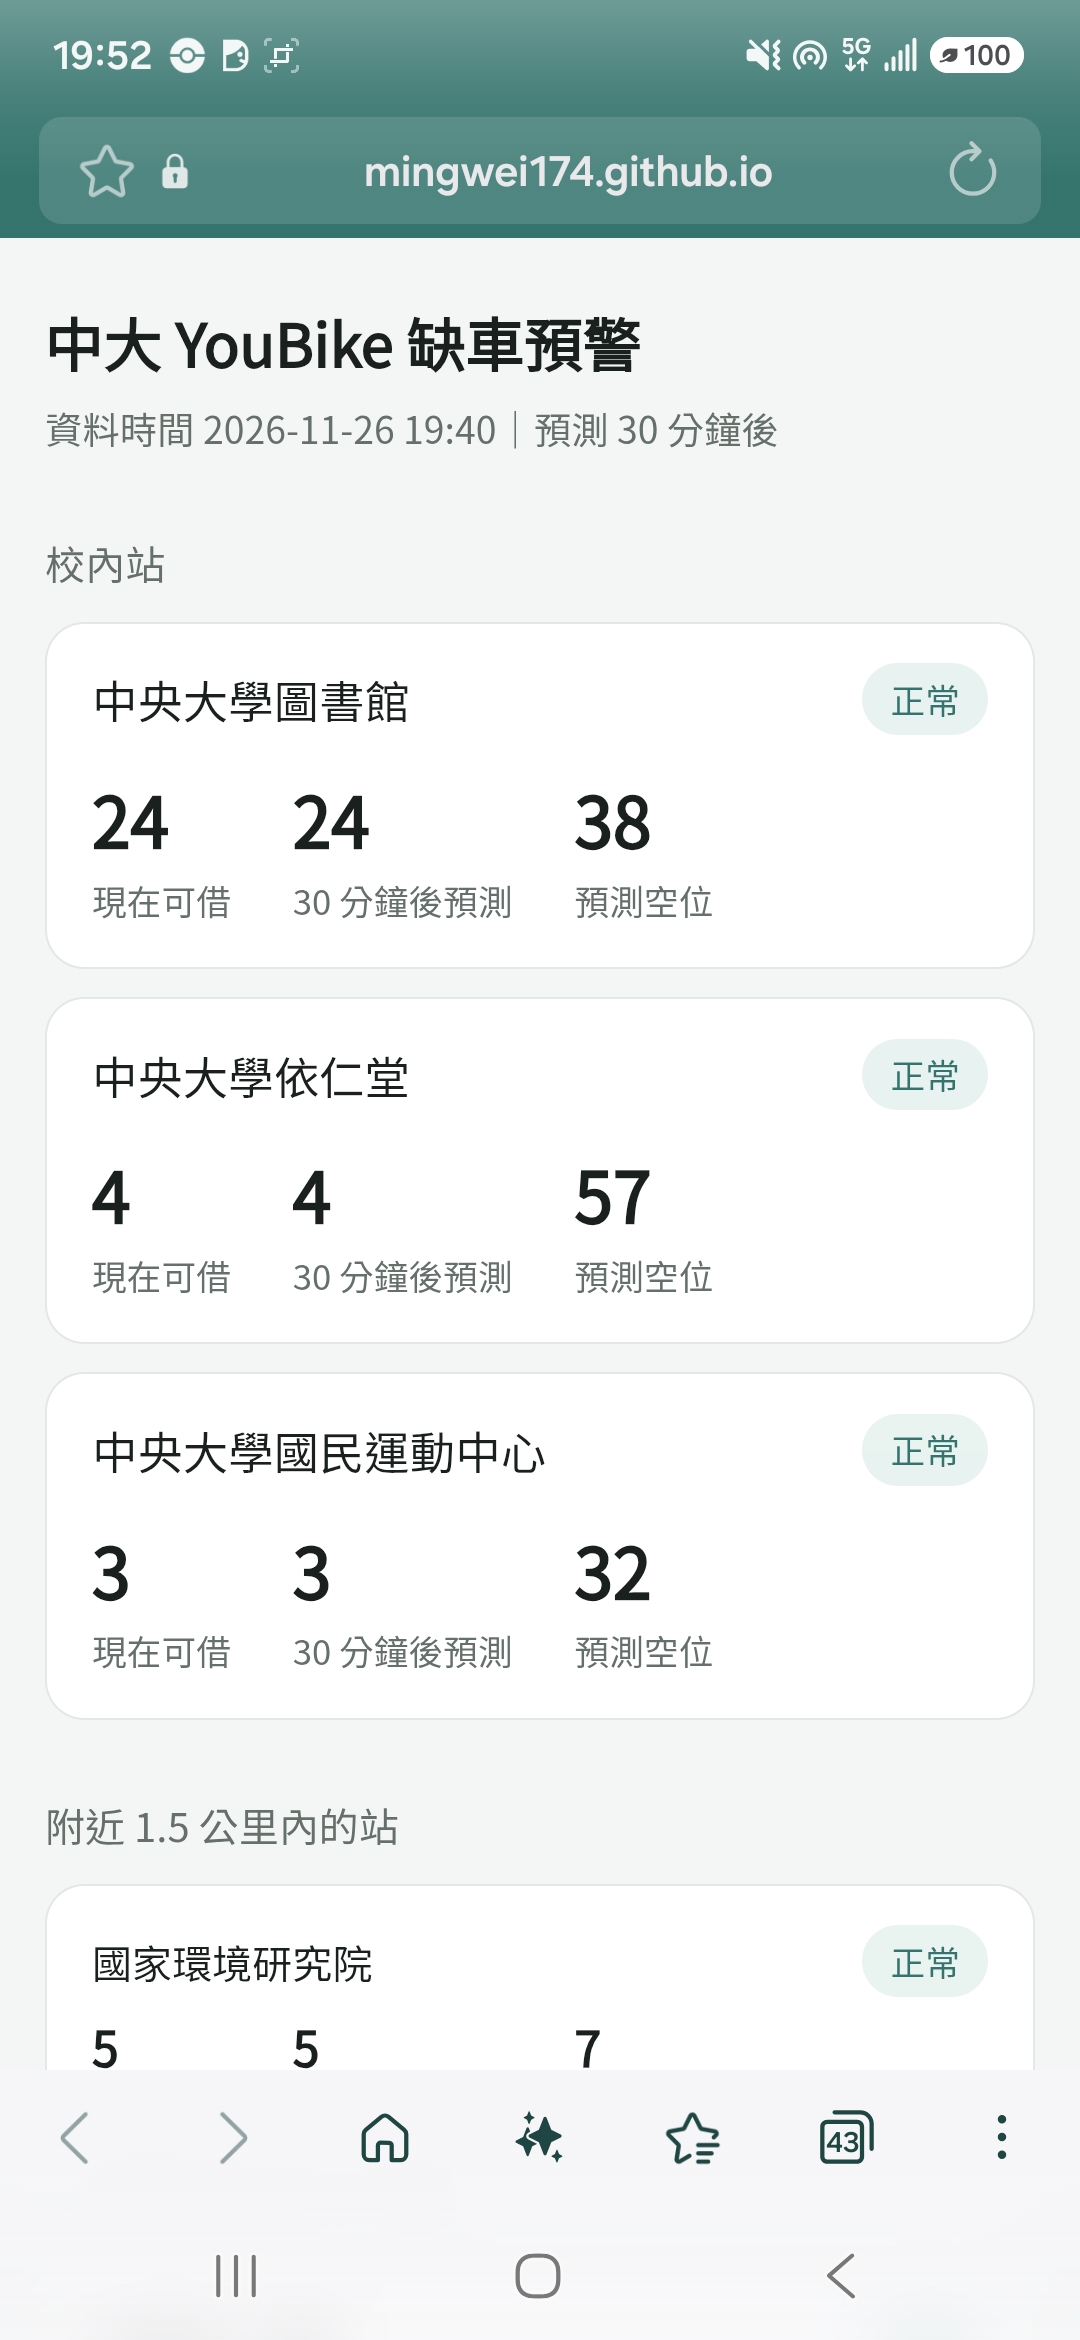 19:52
5G
100
mingwei174.github.io
中大 YouBike 缺車預警
資料時間 2026-11-26 19:40｜預測 30 分鐘後
校內站
中央大學圖書館
正常
24 24 38
現在可借 30 分鐘後預測 預測空位
中央大學依仁堂
正常
4 4 57
現在可借 30 分鐘後預測 預測空位
中央大學國民運動中心
正常
3 3 32
現在可借 30 分鐘後預測 預測空位
附近 1.5 公里內的站
國家環境研究院
正常
5 5 7
43